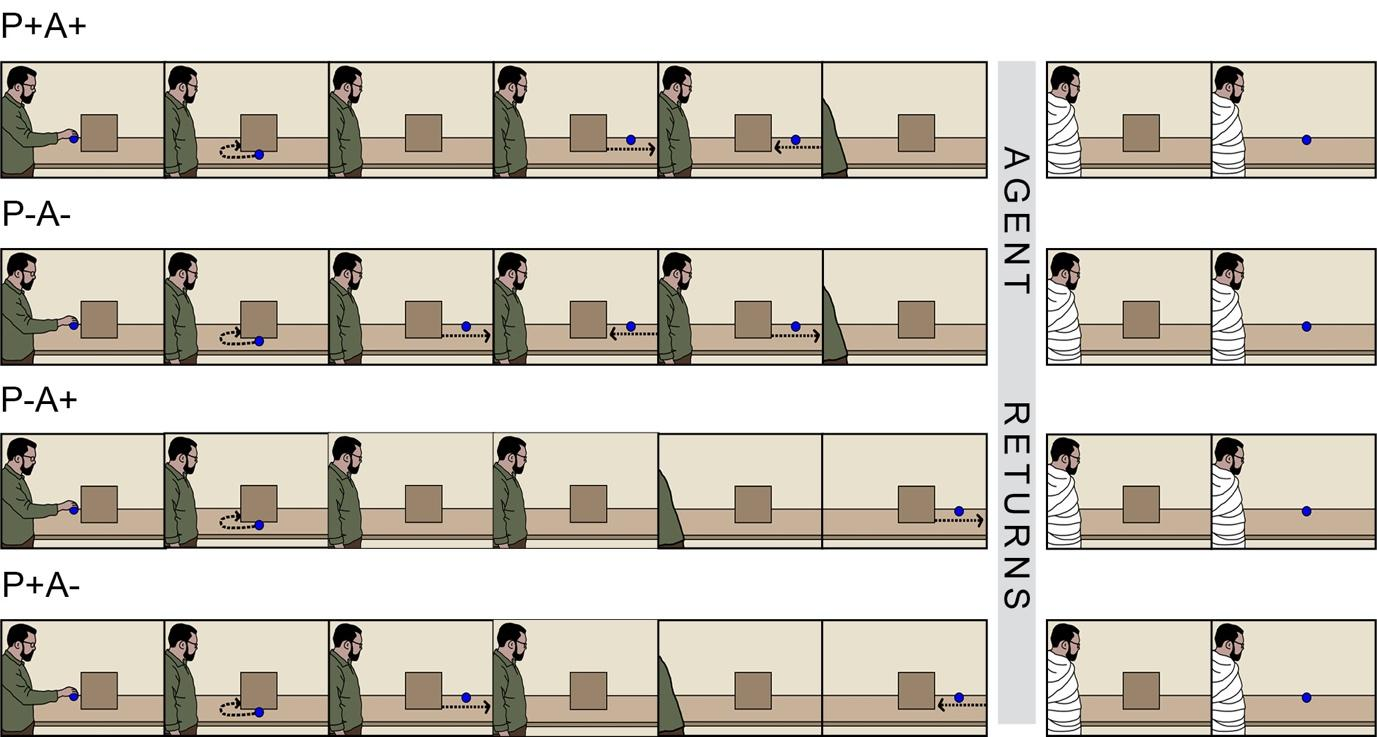 P+A+
P-A-
P-A+
P+A-
AGENT RETURNS